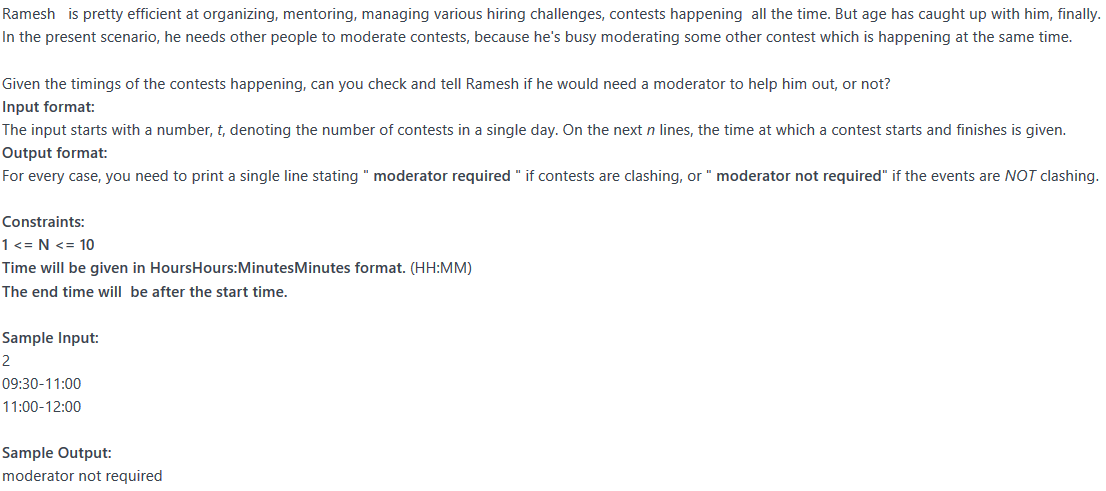 Ramesh is pretty efficient at organizing, mentoring, managing various hiring challenges, contests happening all the time. But age has caught up with him, finally.
In the present scenario, he needs other people to moderate contests, because he's busy moderating some other contest which is happening at the same time.
Given the timings of the contests happening, can you check and tell Ramesh if he would need a moderator to help him out, or not?
Input format:
The input starts with a number, t, denoting the number of contests in a single day. On the next n lines, the time at which a contest starts and finishes is given.
Output format:
For every case, you need to print a single line stating " moderator required " if contests are clashing, or " moderator not required" if the events are NOT clashing.
Constraints:
1 <= N <= 10
Time will be given in HoursHours:MinutesMinutes format. (HH:MM)
The end time will be after the start time.
Sample Input:
2
09:30-11:00
11:00-12:00
Sample Output:
moderator not required